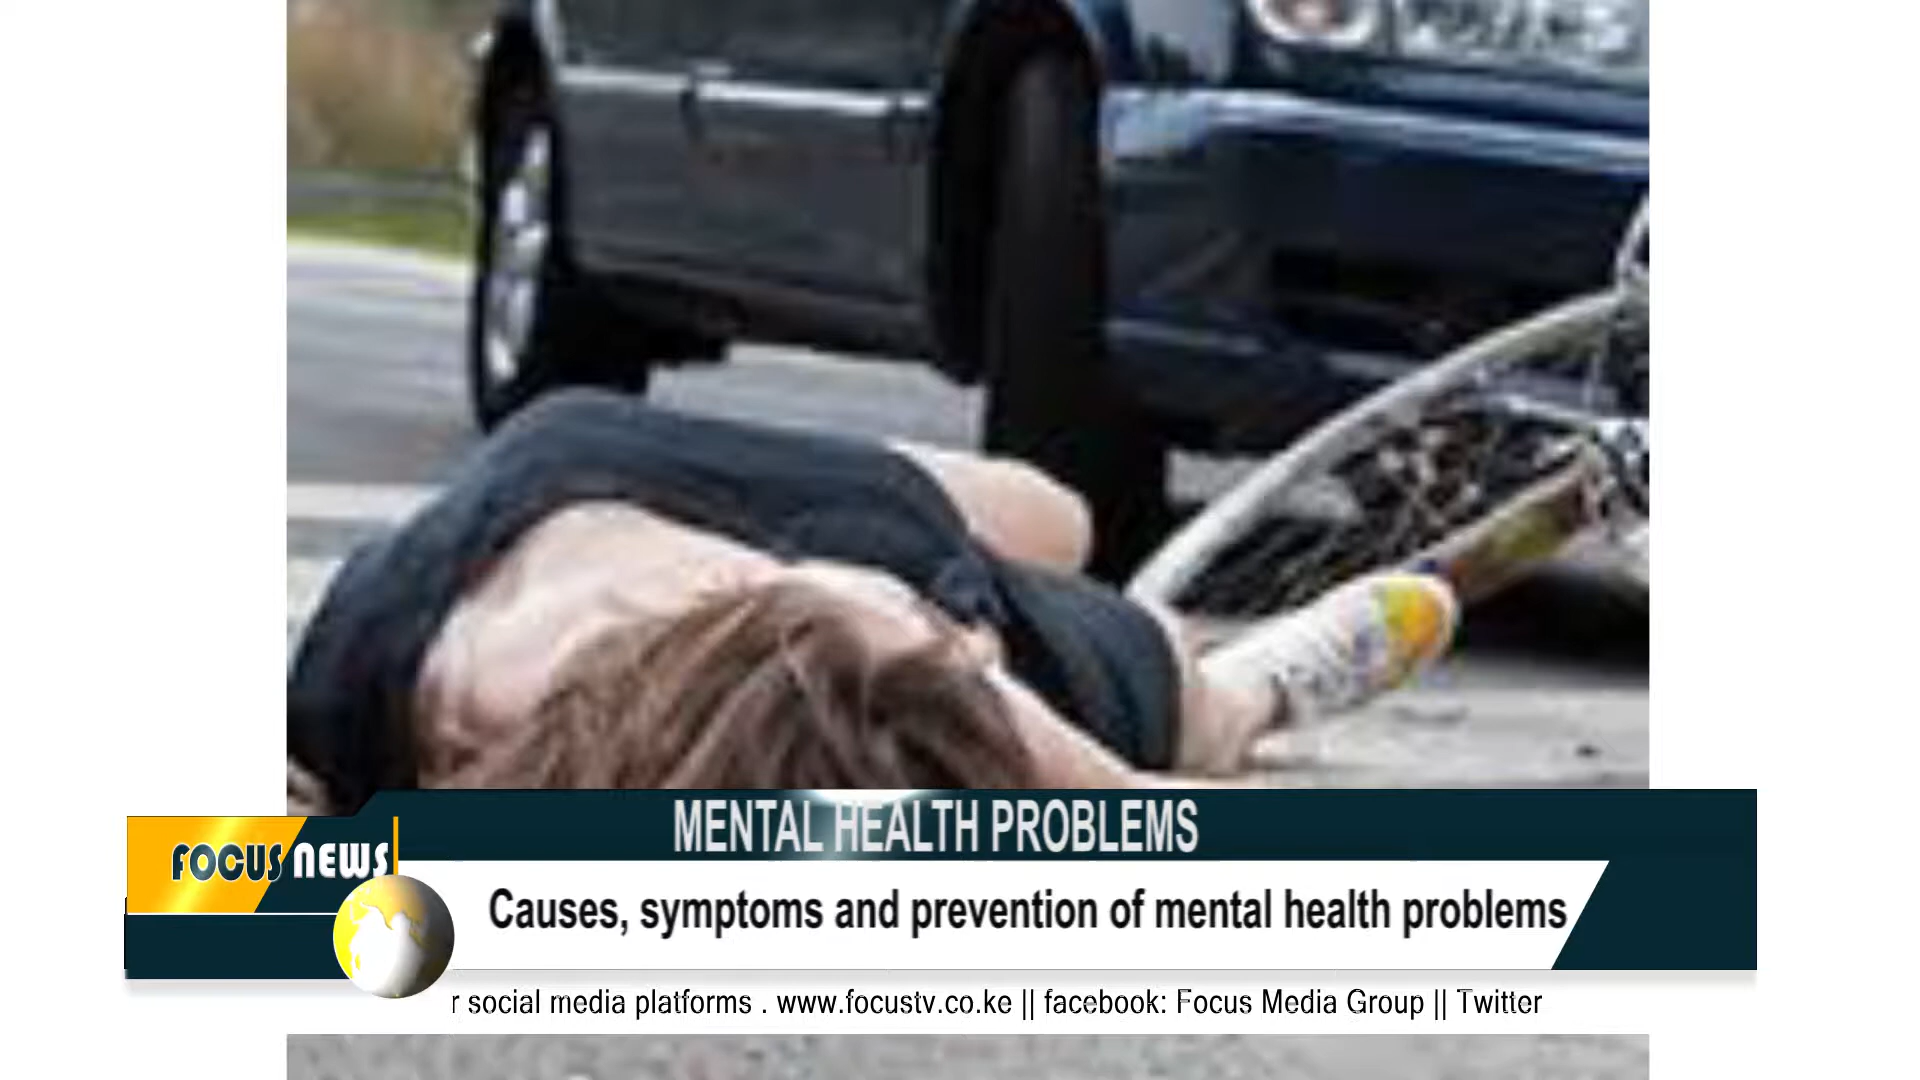 MENTAL HEALTH PROBLEMS
FOCUS NEWS
Causes, symptoms and prevention of mental health problems
r social media platforms . www.focustv.co.ke || facebook: Focus Media Group || Twitter